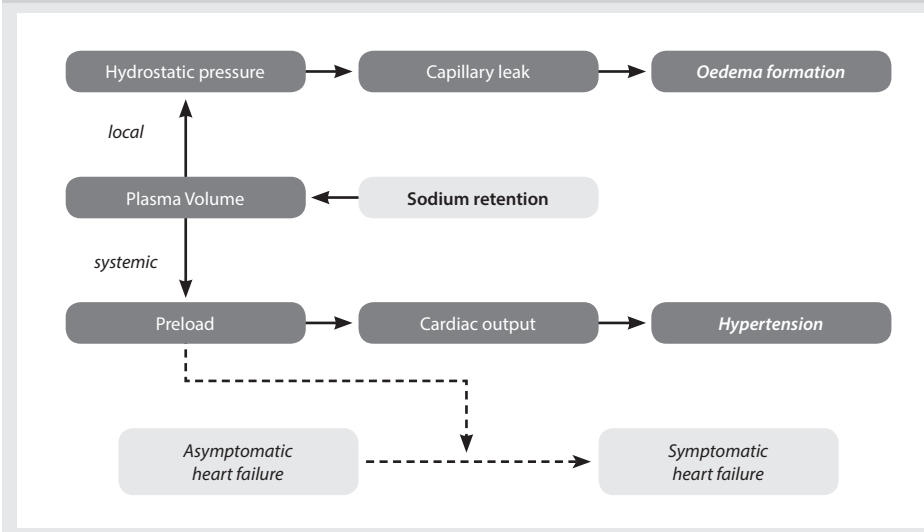 Hydrostatic pressure
Capillary leak
Oedema formation
local
Plasma Volume
Sodium retention
systemic
Preload
Cardiac output
Hypertension
Asymptomatic
heart failure
Symptomatic
heart failure